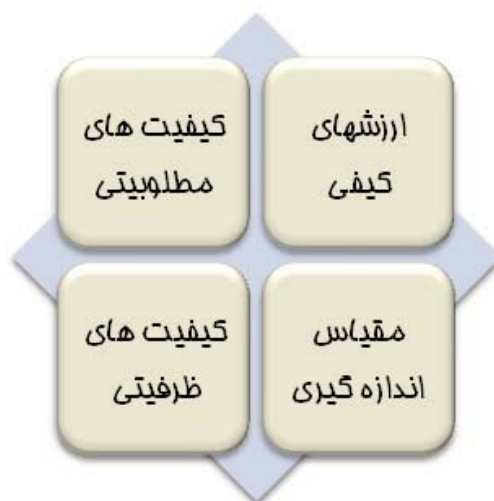 ارزشهای
کیفی
کیفیت های
مطلوبیتی
مقیاس
اندازه گیری
کیفیت های
ظرفیتی